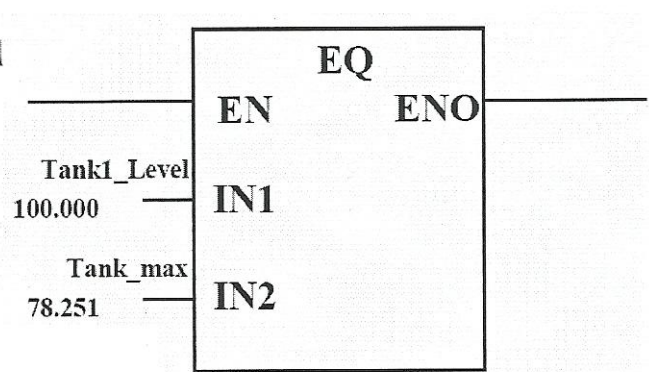 EQ
EN ENO
Tank1_Level
100.000 IN1
Tank_max
78.251 IN2